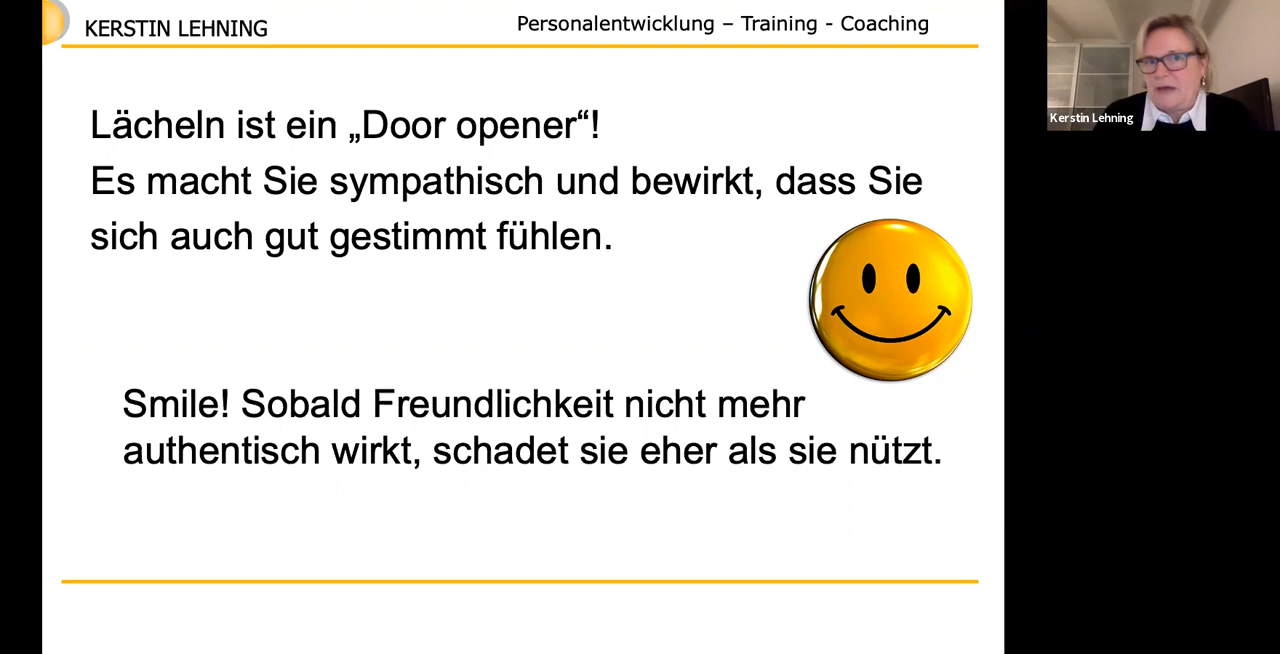 KERSTIN LEHNING
Personalentwicklung – Training - Coaching
Lächeln ist ein „Door opener“!
Es macht Sie sympathisch und bewirkt, dass Sie
sich auch gut gestimmt fühlen.
Smile! Sobald Freundlichkeit nicht mehr
authentisch wirkt, schadet sie eher als sie nützt.
Kerstin Lehning